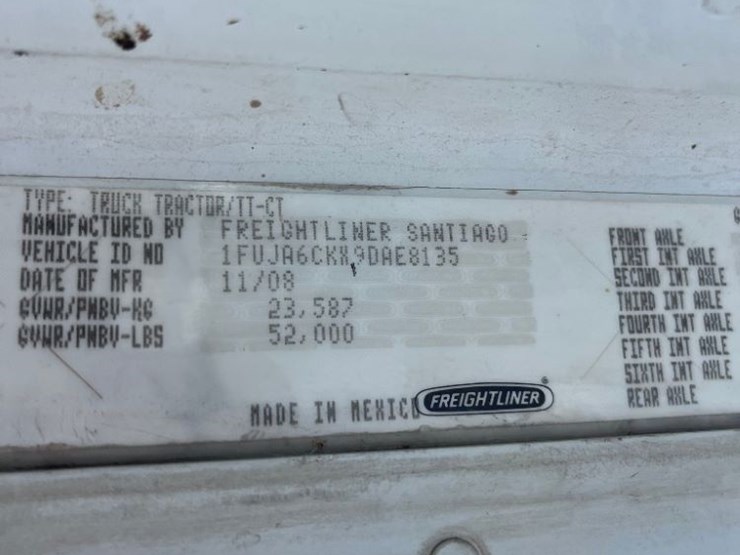 TYPE: TRUCK TRACTOR/TT-CT
MANUFACTURED BY FREIGHTLINER SANTIAGO
VEHICLE ID NO 1FUJA6CKX9DAE8135
DATE OF MFR 11/08
GVWR/PNBV-KG 23,587
GVWR/PNBV-LBS 52,000
MADE IN MEXICO
FREIGHTLINER
FRONT AXLE
FIRST INT AXLE
SECOND INT AXLE
THIRD INT AXLE
FOURTH INT AXLE
FIFTH INT AXLE
SIXTH INT AXLE
REAR AXLE